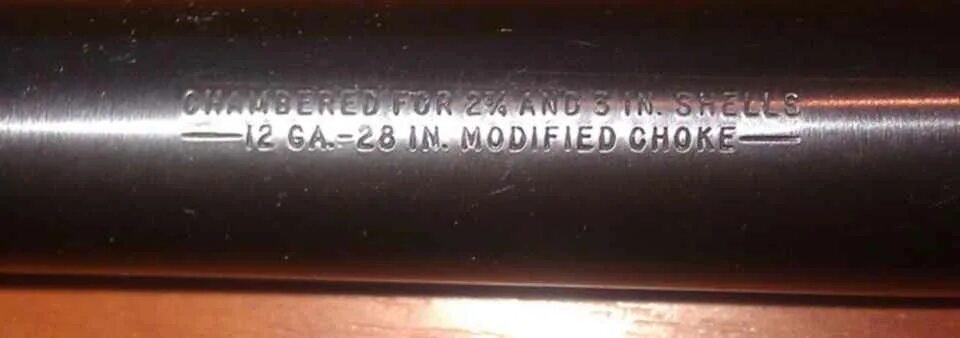 CHAMBERED FOR 2¾ AND 3 IN. SHELLS
—12 GA.-28 IN. MODIFIED CHOKE—